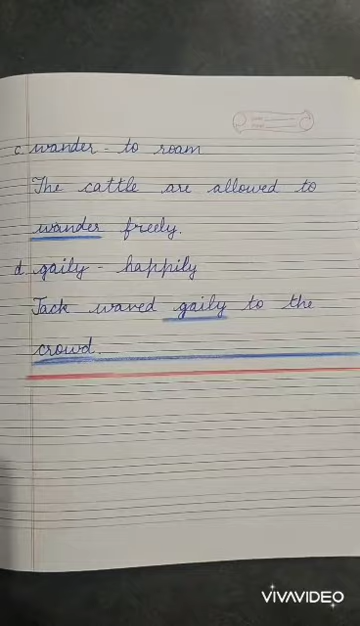 c. wander - to roam
The cattle are allowed to
wander freely.
d. gaily - happily
Jack waved gaily to the
crowd.
VIVAVIDEO